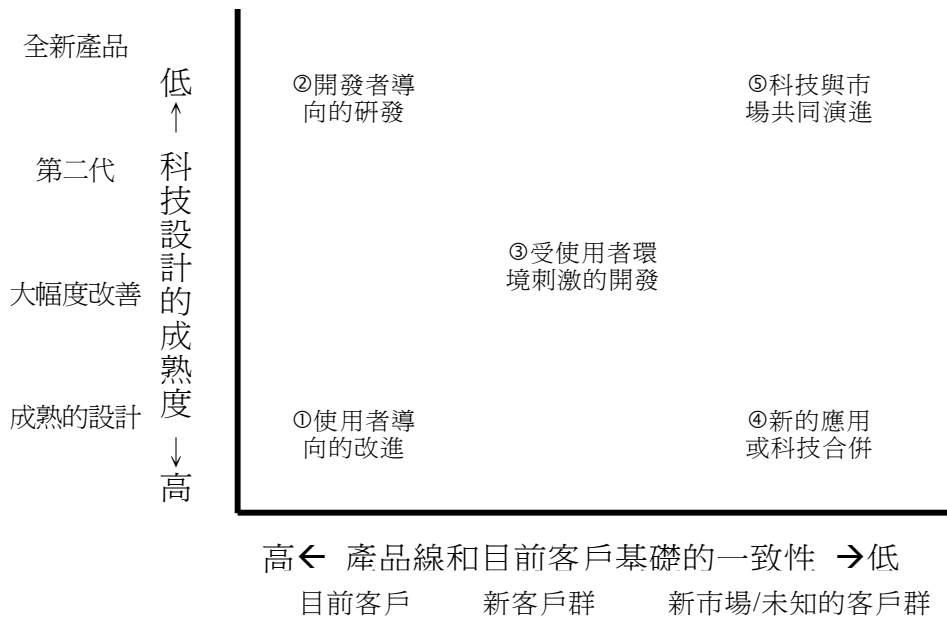 全新產品
低
②開發者導
向的研發
⑤科技與市
場共同演進
↑
第二代
科技設計的成熟度
③受使用者環
境刺激的開發
大幅度改善
成熟的設計
①使用者導
向的改進
④新的應用
或科技合併
↓
高
高← 產品線和目前客戶基礎的一致性 →低
目前客戶 新客戶群 新市場/未知的客戶群